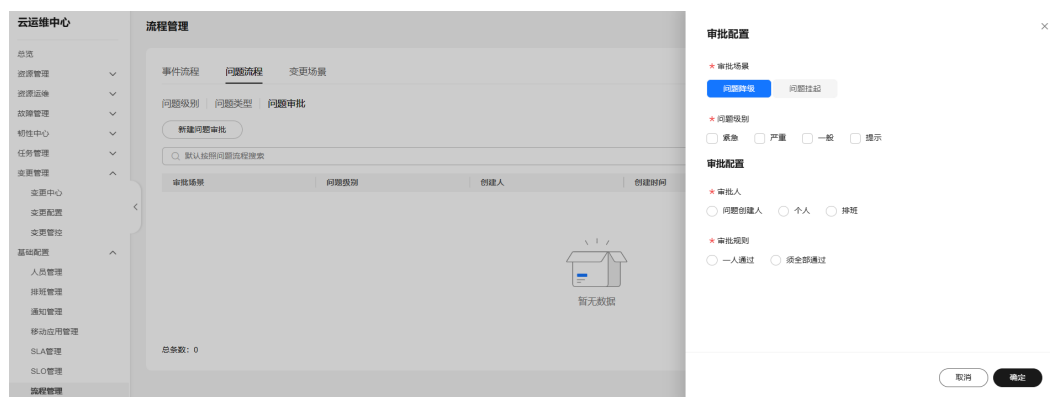 云运维中心
总览
资源管理
资源运维
故障管理
韧性中心
任务管理
变更管理
变更中心
变更配置
变更管控
基础配置
人员管理
排班管理
通知管理
移动应用管理
SLA管理
SLO管理
流程管理
流程管理
事件流程 问题流程 变更场景
问题级别 问题类型 问题审批
新建问题审批
默认按照问题流程搜索
审批场景 问题级别 创建人 创建时间
暂无数据
总条数：0
审批配置
* 审批场景
问题降级 问题挂起
* 问题级别
紧急 严重 一般 提示
审批配置
* 审批人
问题创建人 个人 排班
* 审批规则
一人通过 须全部通过
取消 确定